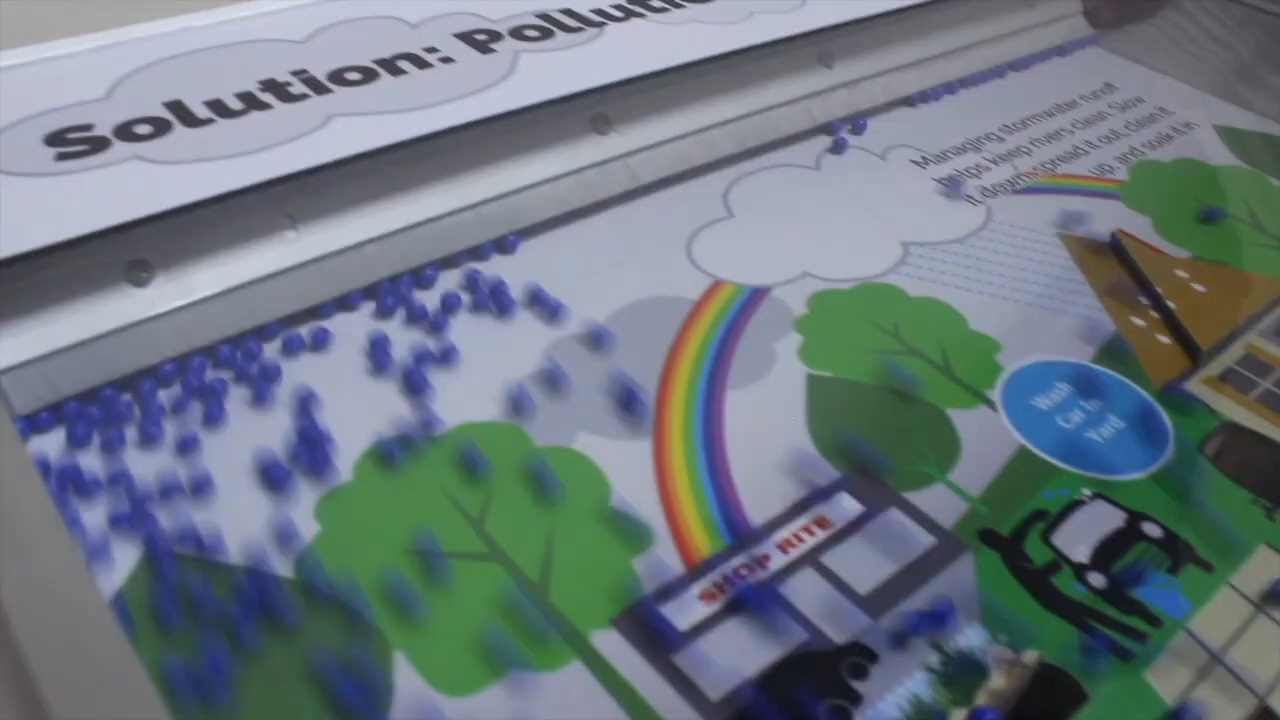 Solution: Pollution
Managing stormwater runoff
helps keep rivers clean. Slow
it down, spread it out, clean it
up and soak it in
Wash
Car In
Yard
SHOP RITE